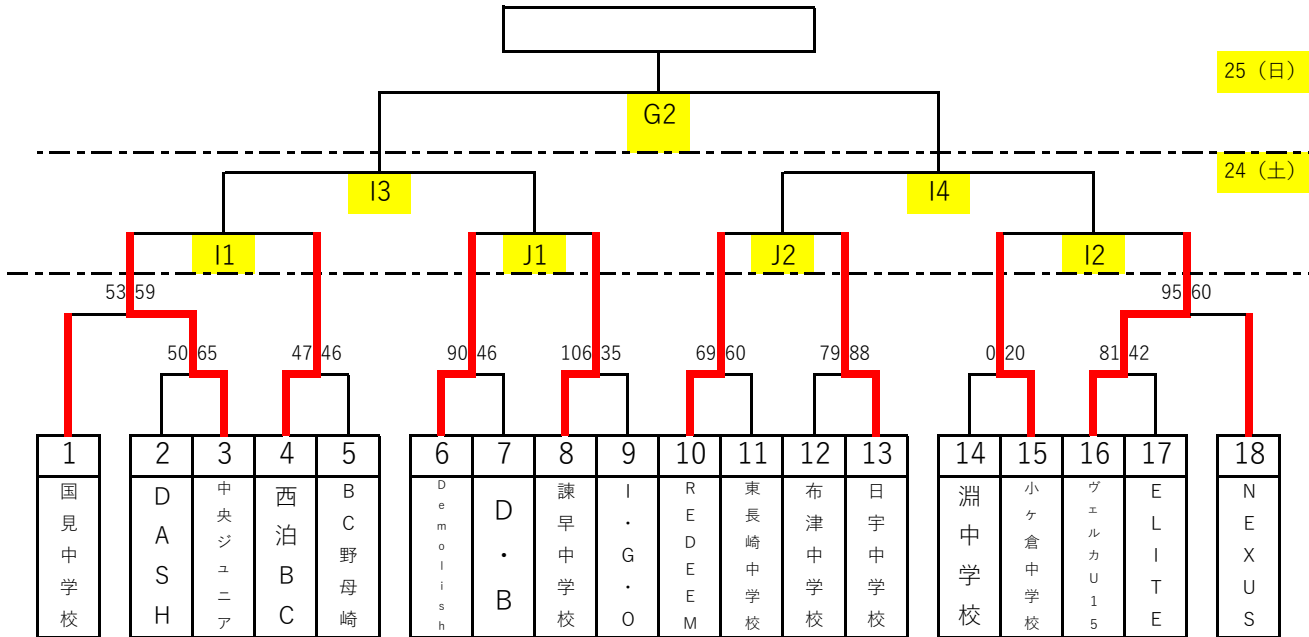 25（日）
G2
24（土）
I3
I4
I1
J1
J2
I2
53 59
95 60
50 65
47 46
90 46
106 35
69 60
79 88
0 20
81 42
1
2
3
4
5
6
7
8
9
10
11
12
13
14
15
16
17
18
国見中学校
DASH
中央ジュニア
西泊BC
BC野母崎
Demolish
D・B
諫早中学校
I・G・O
REDEEM
東長崎中学校
布津中学校
日宇中学校
淵中学校
小ケ倉中学校
ヴェルカU15
ELITE
NEXUS